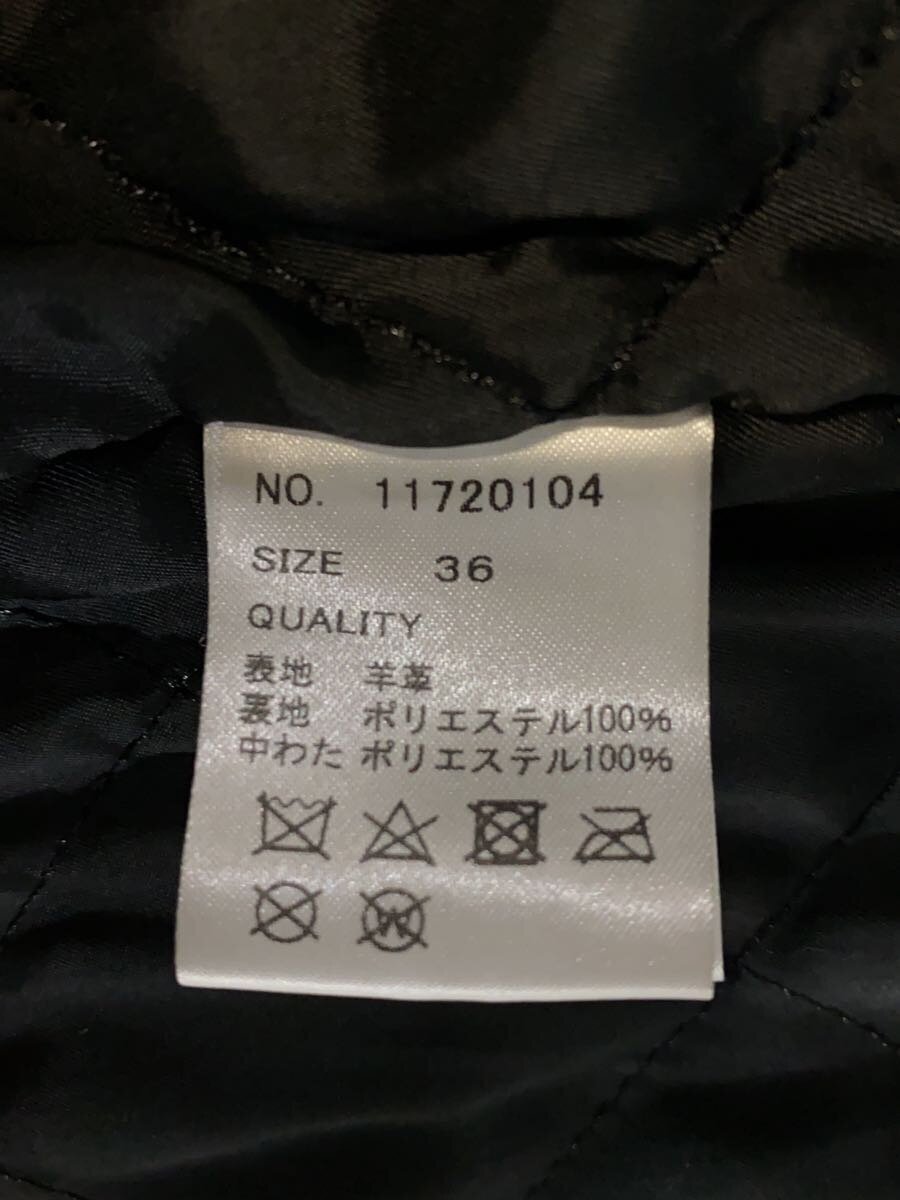 NO. 11720104
SIZE 36
QUALITY
表地 羊革
裏地 ポリエステル100%
中わた ポリエステル100%
W